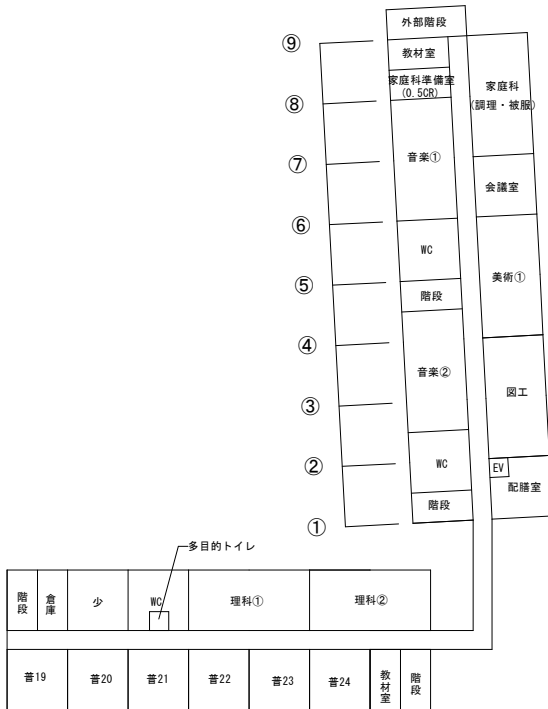 外部階段
⑨
教材室
家庭科準備室
(0.5CR)
家庭科
(調理・被服)
⑧
音楽①
⑦
会議室
⑥
WC
美術①
⑤
階段
④
音楽②
図工
③
②
WC
EV
配膳室
階段
①
多目的トイレ
階段
倉庫
少
WC
理科①
理科②
普19
普20
普21
普22
普23
普24
教材室
階段